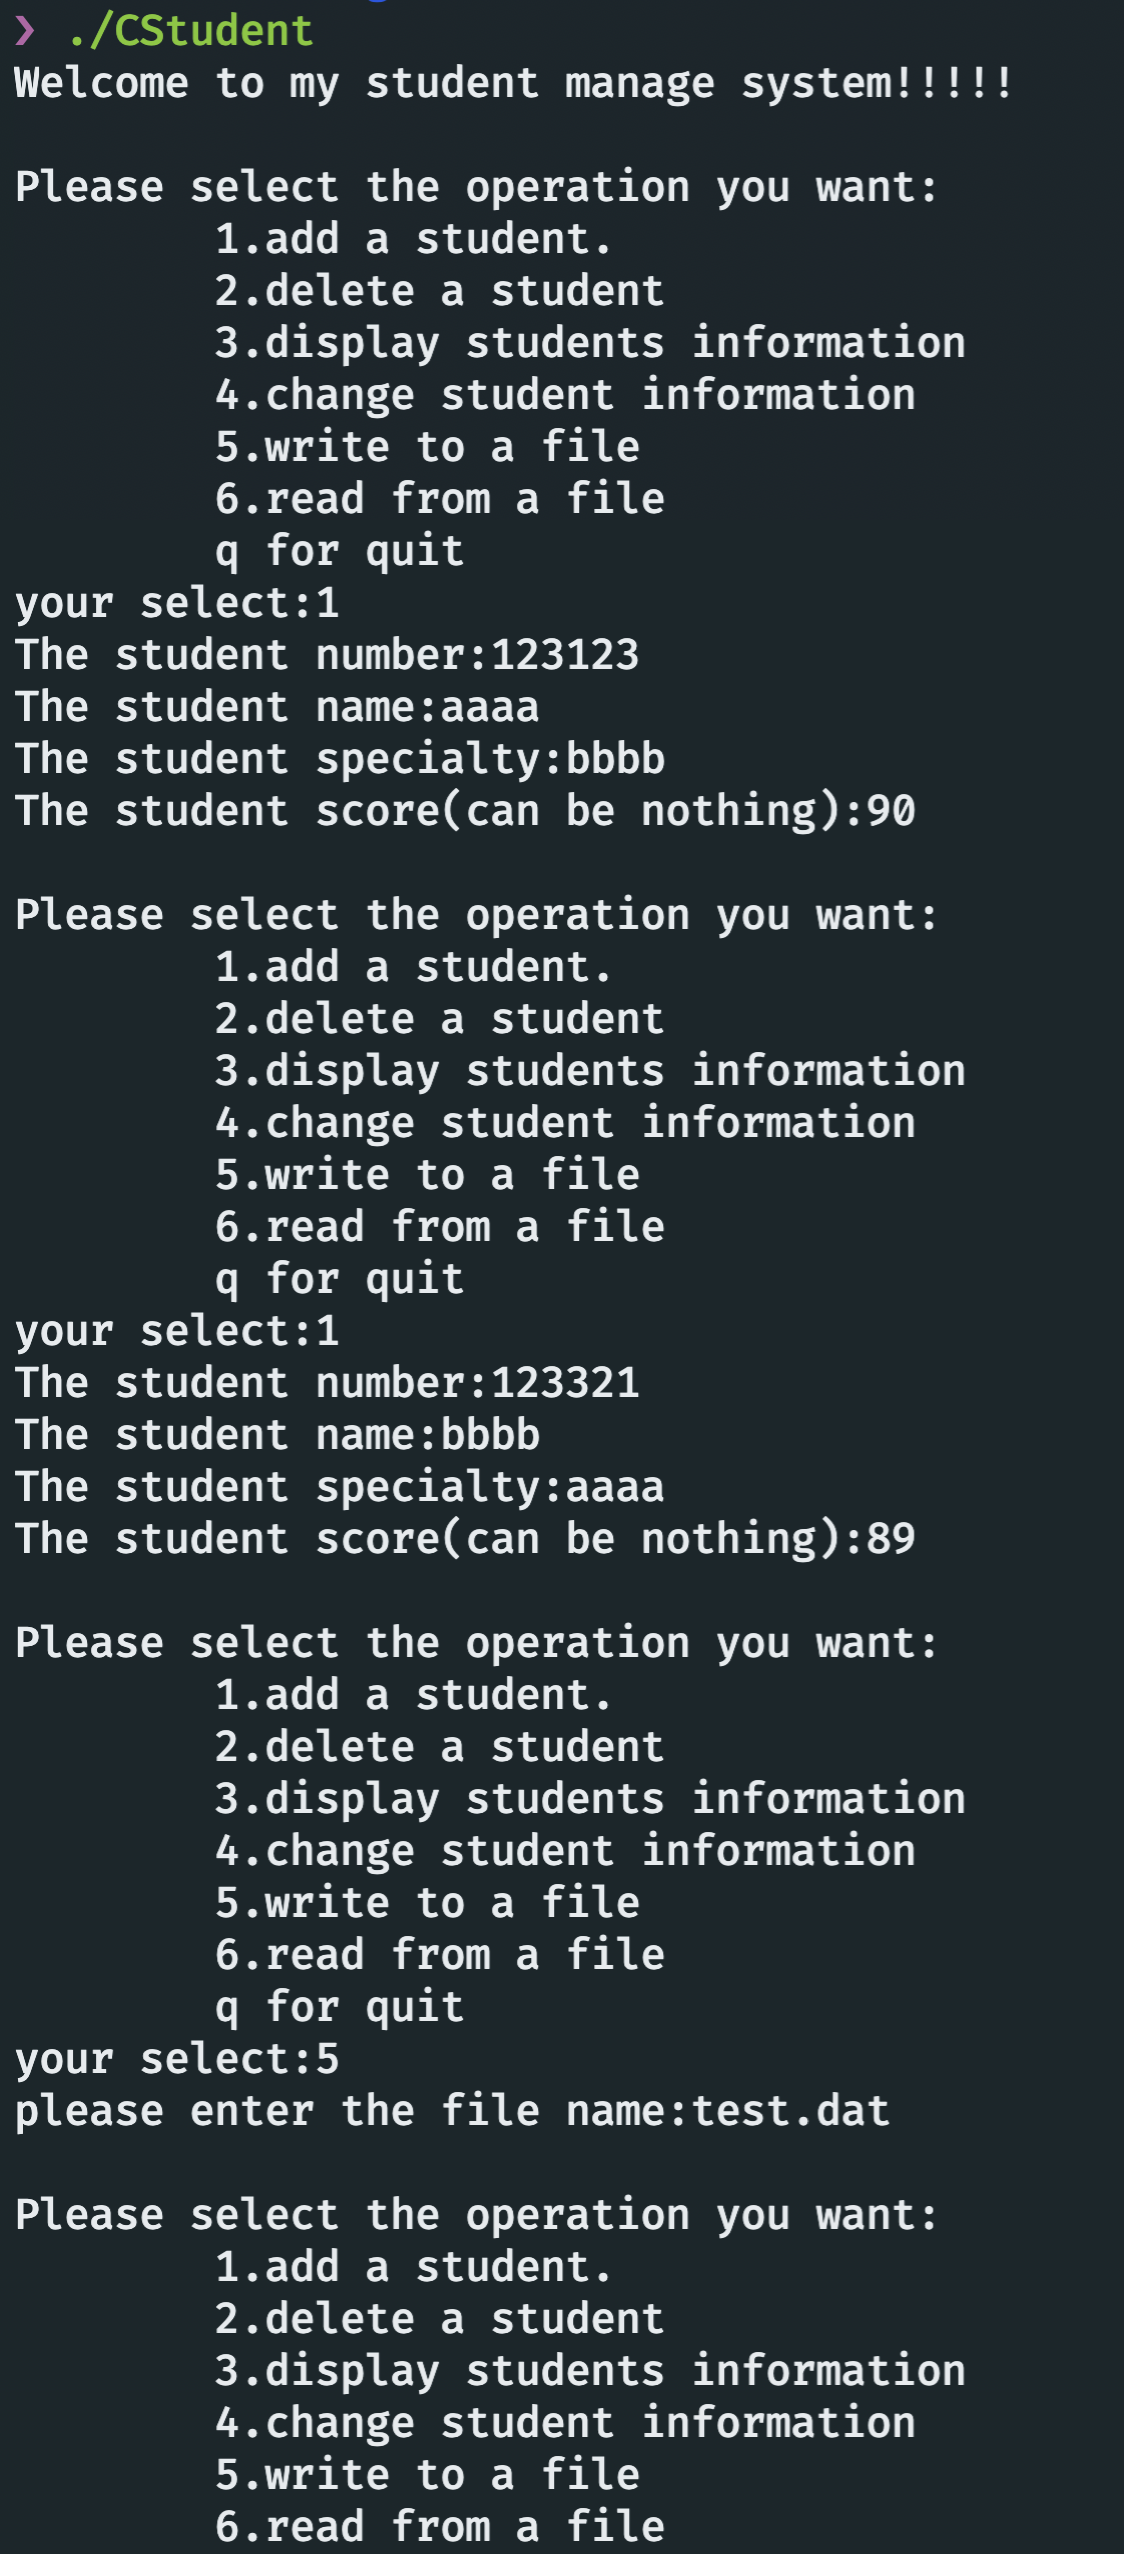 ❯ ./CStudent
Welcome to my student manage system!!!!!
Please select the operation you want:
1.add a student.
2.delete a student
3.display students information
4.change student information
5.write to a file
6.read from a file
q for quit
your select:1
The student number:123123
The student name:aaaa
The student specialty:bbbb
The student score(can be nothing):90
Please select the operation you want:
1.add a student.
2.delete a student
3.display students information
4.change student information
5.write to a file
6.read from a file
q for quit
your select:1
The student number:123321
The student name:bbbb
The student specialty:aaaa
The student score(can be nothing):89
Please select the operation you want:
1.add a student.
2.delete a student
3.display students information
4.change student information
5.write to a file
6.read from a file
q for quit
your select:5
please enter the file name:test.dat
Please select the operation you want:
1.add a student.
2.delete a student
3.display students information
4.change student information
5.write to a file
6.read from a file